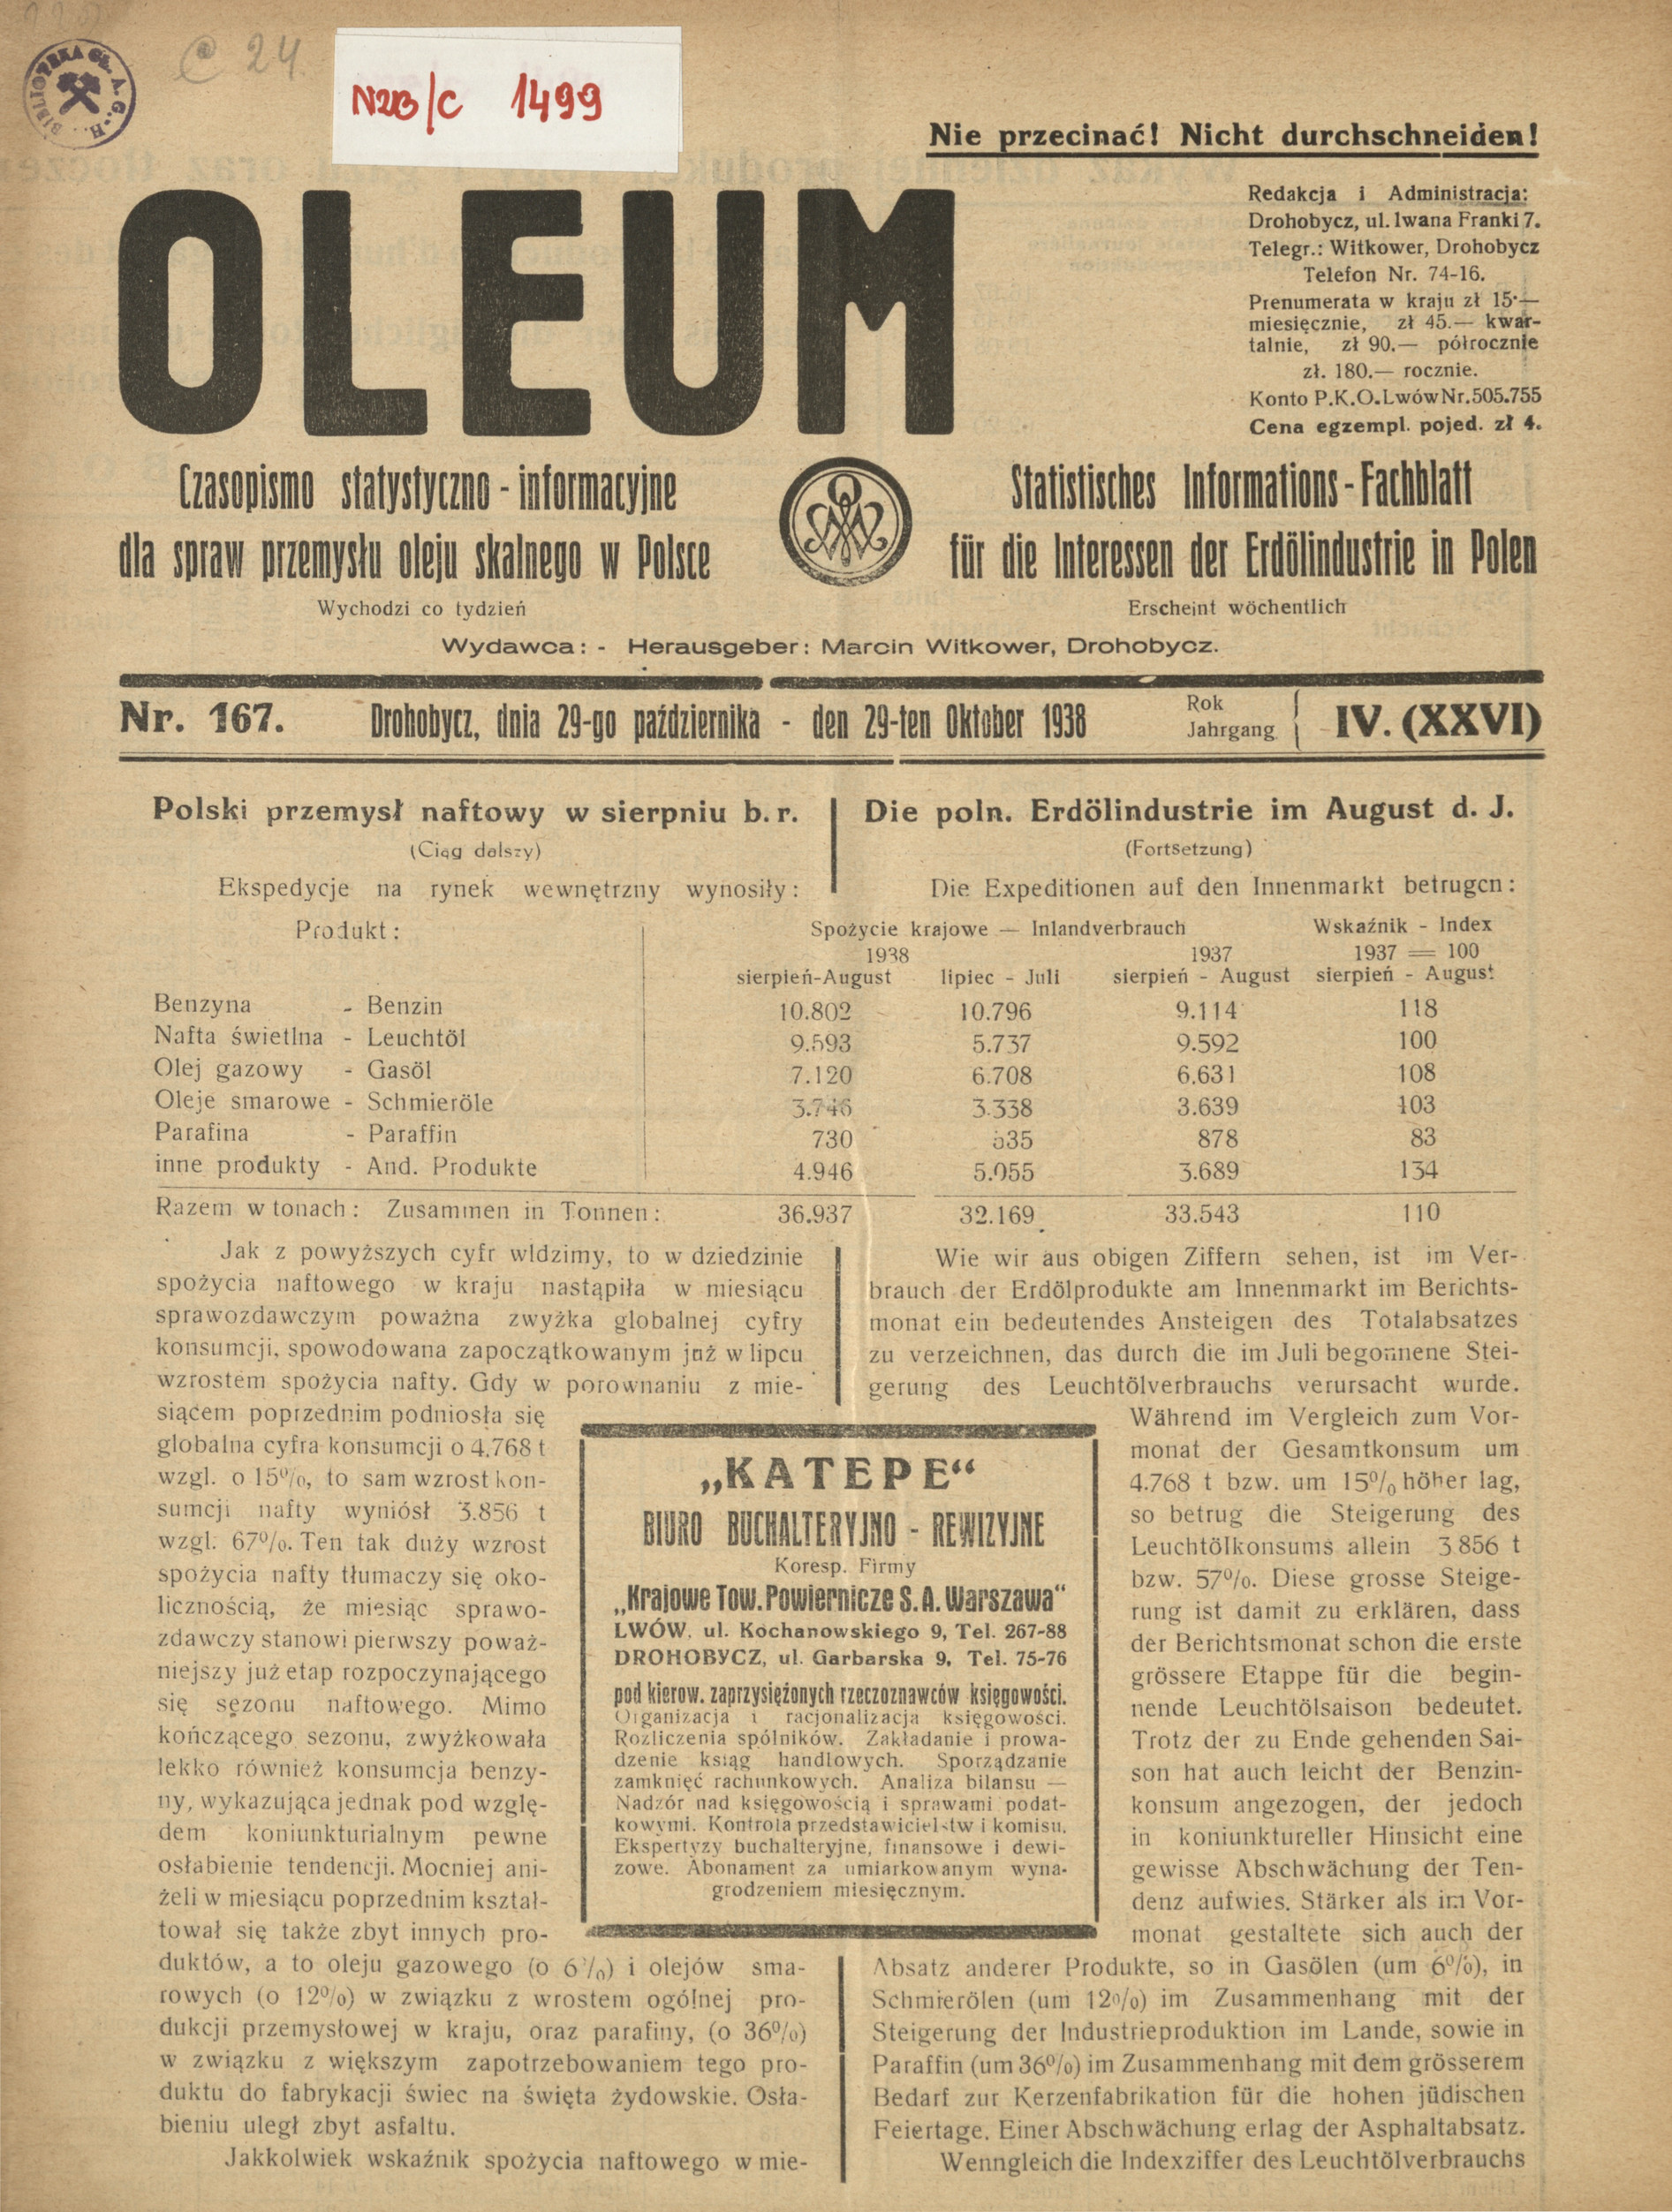 C 24.
BIBLIOTEKA GŁ. A. G.-H.
N2B/C 1499
Nie przecinać! Nicht durchschneiden!
OLEUM
Redakcja i Administracja:
Drohobycz, ul. Iwana Franki 7.
Telegr.: Witkower, Drohobycz
Telefon Nr. 74-16.
Prenumerata w kraju zł 15·—
miesięcznie, zł 45.— kwar-
talnie, zł 90.— półrocznie
zł. 180.— rocznie.
Konto P.K.O. Lwów Nr. 505.755
Cena egzempl. pojed. zł 4.
Czasopismo statystyczno - informacyjne
dla spraw przemysłu oleju skalnego w Polsce
Wychodzi co tydzień
Statistisches Informations - Fachblatt
für die Interessen der Erdölindustrie in Polen
Erscheint wöchentlich
Wydawca: - Herausgeber: Marcin Witkower, Drohobycz.
Nr. 167. Drohobycz, dnia 29-go października - den 29-ten Oktober 1938 Rok Jahrgang IV. (XXVI)
Polski przemysł naftowy w sierpniu b. r.
(Ciąg dalszy)
Ekspedycje na rynek wewnętrzny wynosiły:
Die poln. Erdölindustrie im August d. J.
(Fortsetzung)
Die Expeditionen auf den Innenmarkt betrugen:
Produkt: Spożycie krajowe — Inlandverbrauch Wskaźnik - Index
1938 1937 1937 = 100
sierpień-August lipiec - Juli sierpień - August sierpień - August
Benzyna - Benzin 10.802 10.796 9.114 118
Nafta świetlna - Leuchtöl 9.593 5.737 9.592 100
Olej gazowy - Gasöl 7.120 6.708 6.631 108
Oleje smarowe - Schmieröle 3.746 3.338 3.639 103
Parafina - Paraffin 730 535 878 83
inne produkty - And. Produkte 4.946 5.055 3.689 134
Razem w tonach: Zusammen in Tonnen: 36.937 32.169 33.543 110
Jak z powyższych cyfr widzimy, to w dziedzinie
spożycia naftowego w kraju nastąpiła w miesiącu
sprawozdawczym poważna zwyżka globalnej cyfry
konsumcji, spowodowana zapoczątkowanym już w lipcu
wzrostem spożycia nafty. Gdy w porownaniu z mie-
siącem poprzednim podniosła się
globalna cyfra konsumcji o 4.768 t
wzgl. o 15%, to sam wzrost kon-
sumcji nafty wyniósł 3.856 t
wzgl. 67%. Ten tak duży wzrost
spożycia nafty tłumaczy się oko-
licznością, że miesiąc sprawo-
zdawczy stanowi pierwszy poważ-
niejszy już etap rozpoczynającego
się sezonu naftowego. Mimo
kończącego sezonu, zwyżkowała
lekko również konsumcja benzy-
ny, wykazująca jednak pod wzglę-
dem koniunkturialnym pewne
osłabienie tendencji. Mocniej ani-
żeli w miesiącu poprzednim kształ-
tował się także zbyt innych pro-
duktów, a to oleju gazowego (o 6%) i olejów sma-
rowych (o 12%) w związku z wrostem ogólnej pro-
dukcji przemysłowej w kraju, oraz parafiny, (o 36%)
w związku z większym zapotrzebowaniem tego pro-
duktu do fabrykacji świec na święta żydowskie. Osła-
bieniu uległ zbyt asfaltu.
Jakkolwiek wskaźnik spożycia naftowego w mie-
„KATEPE“
BIURO BUCHALTERYJNO - REWIZYJNE
Koresp. Firmy
„Krajowe Tow. Powiernicze S. A. Warszawa“
LWÓW, ul. Kochanowskiego 9, Tel. 267-88
DROHOBYCZ, ul. Garbarska 9, Tel. 75-76
pod kierow. zaprzysiężonych rzeczoznawców księgowości.
Organizacja i racjonalizacja księgowości.
Rozliczenia spólników. Zakładanie i prowa-
dzenie ksiąg handlowych. Sporządzanie
zamknięć rachunkowych. Analiza bilansu —
Nadzór nad księgowością i sprawami podat-
kowymi. Kontrola przedstawicielstw i komisu.
Ekspertyzy buchalteryjne, finansowe i dewi-
zowe. Abonament za umiarkowanym wyna-
grodzeniem miesięcznym.
Wie wir aus obigen Ziffern sehen, ist im Ver-
brauch der Erdölprodukte am Innenmarkt im Berichts-
monat ein bedeutendes Ansteigen des Totalabsatzes
zu verzeichnen, das durch die im Juli begonnene Stei-
gerung des Leuchtölverbrauchs verursacht wurde.
Während im Vergleich zum Vor-
monat der Gesamtkonsum um
4.768 t bzw. um 15% höher lag,
so betrug die Steigerung des
Leuchtölkonsums allein 3 856 t
bzw. 57%. Diese grosse Steige-
rung ist damit zu erklären, dass
der Berichtsmonat schon die erste
grössere Etappe für die begin-
nende Leuchtölsaison bedeutet.
Trotz der zu Ende gehenden Sai-
son hat auch leicht der Benzin-
konsum angezogen, der jedoch
in koniunktureller Hinsicht eine
gewisse Abschwächung der Ten-
denz aufwies. Stärker als im Vor-
monat gestaltete sich auch der
Absatz anderer Produkte, so in Gasölen (um 6%), in
Schmierölen (um 12%) im Zusammenhang mit der
Steigerung der Industrieproduktion im Lande, sowie in
Paraffin (um 36%) im Zusammenhang mit dem grösserem
Bedarf zur Kerzenfabrikation für die hohen jüdischen
Feiertage. Einer Abschwächung erlag der Asphaltabsatz.
Wenngleich die Indexziffer des Leuchtölverbrauchs